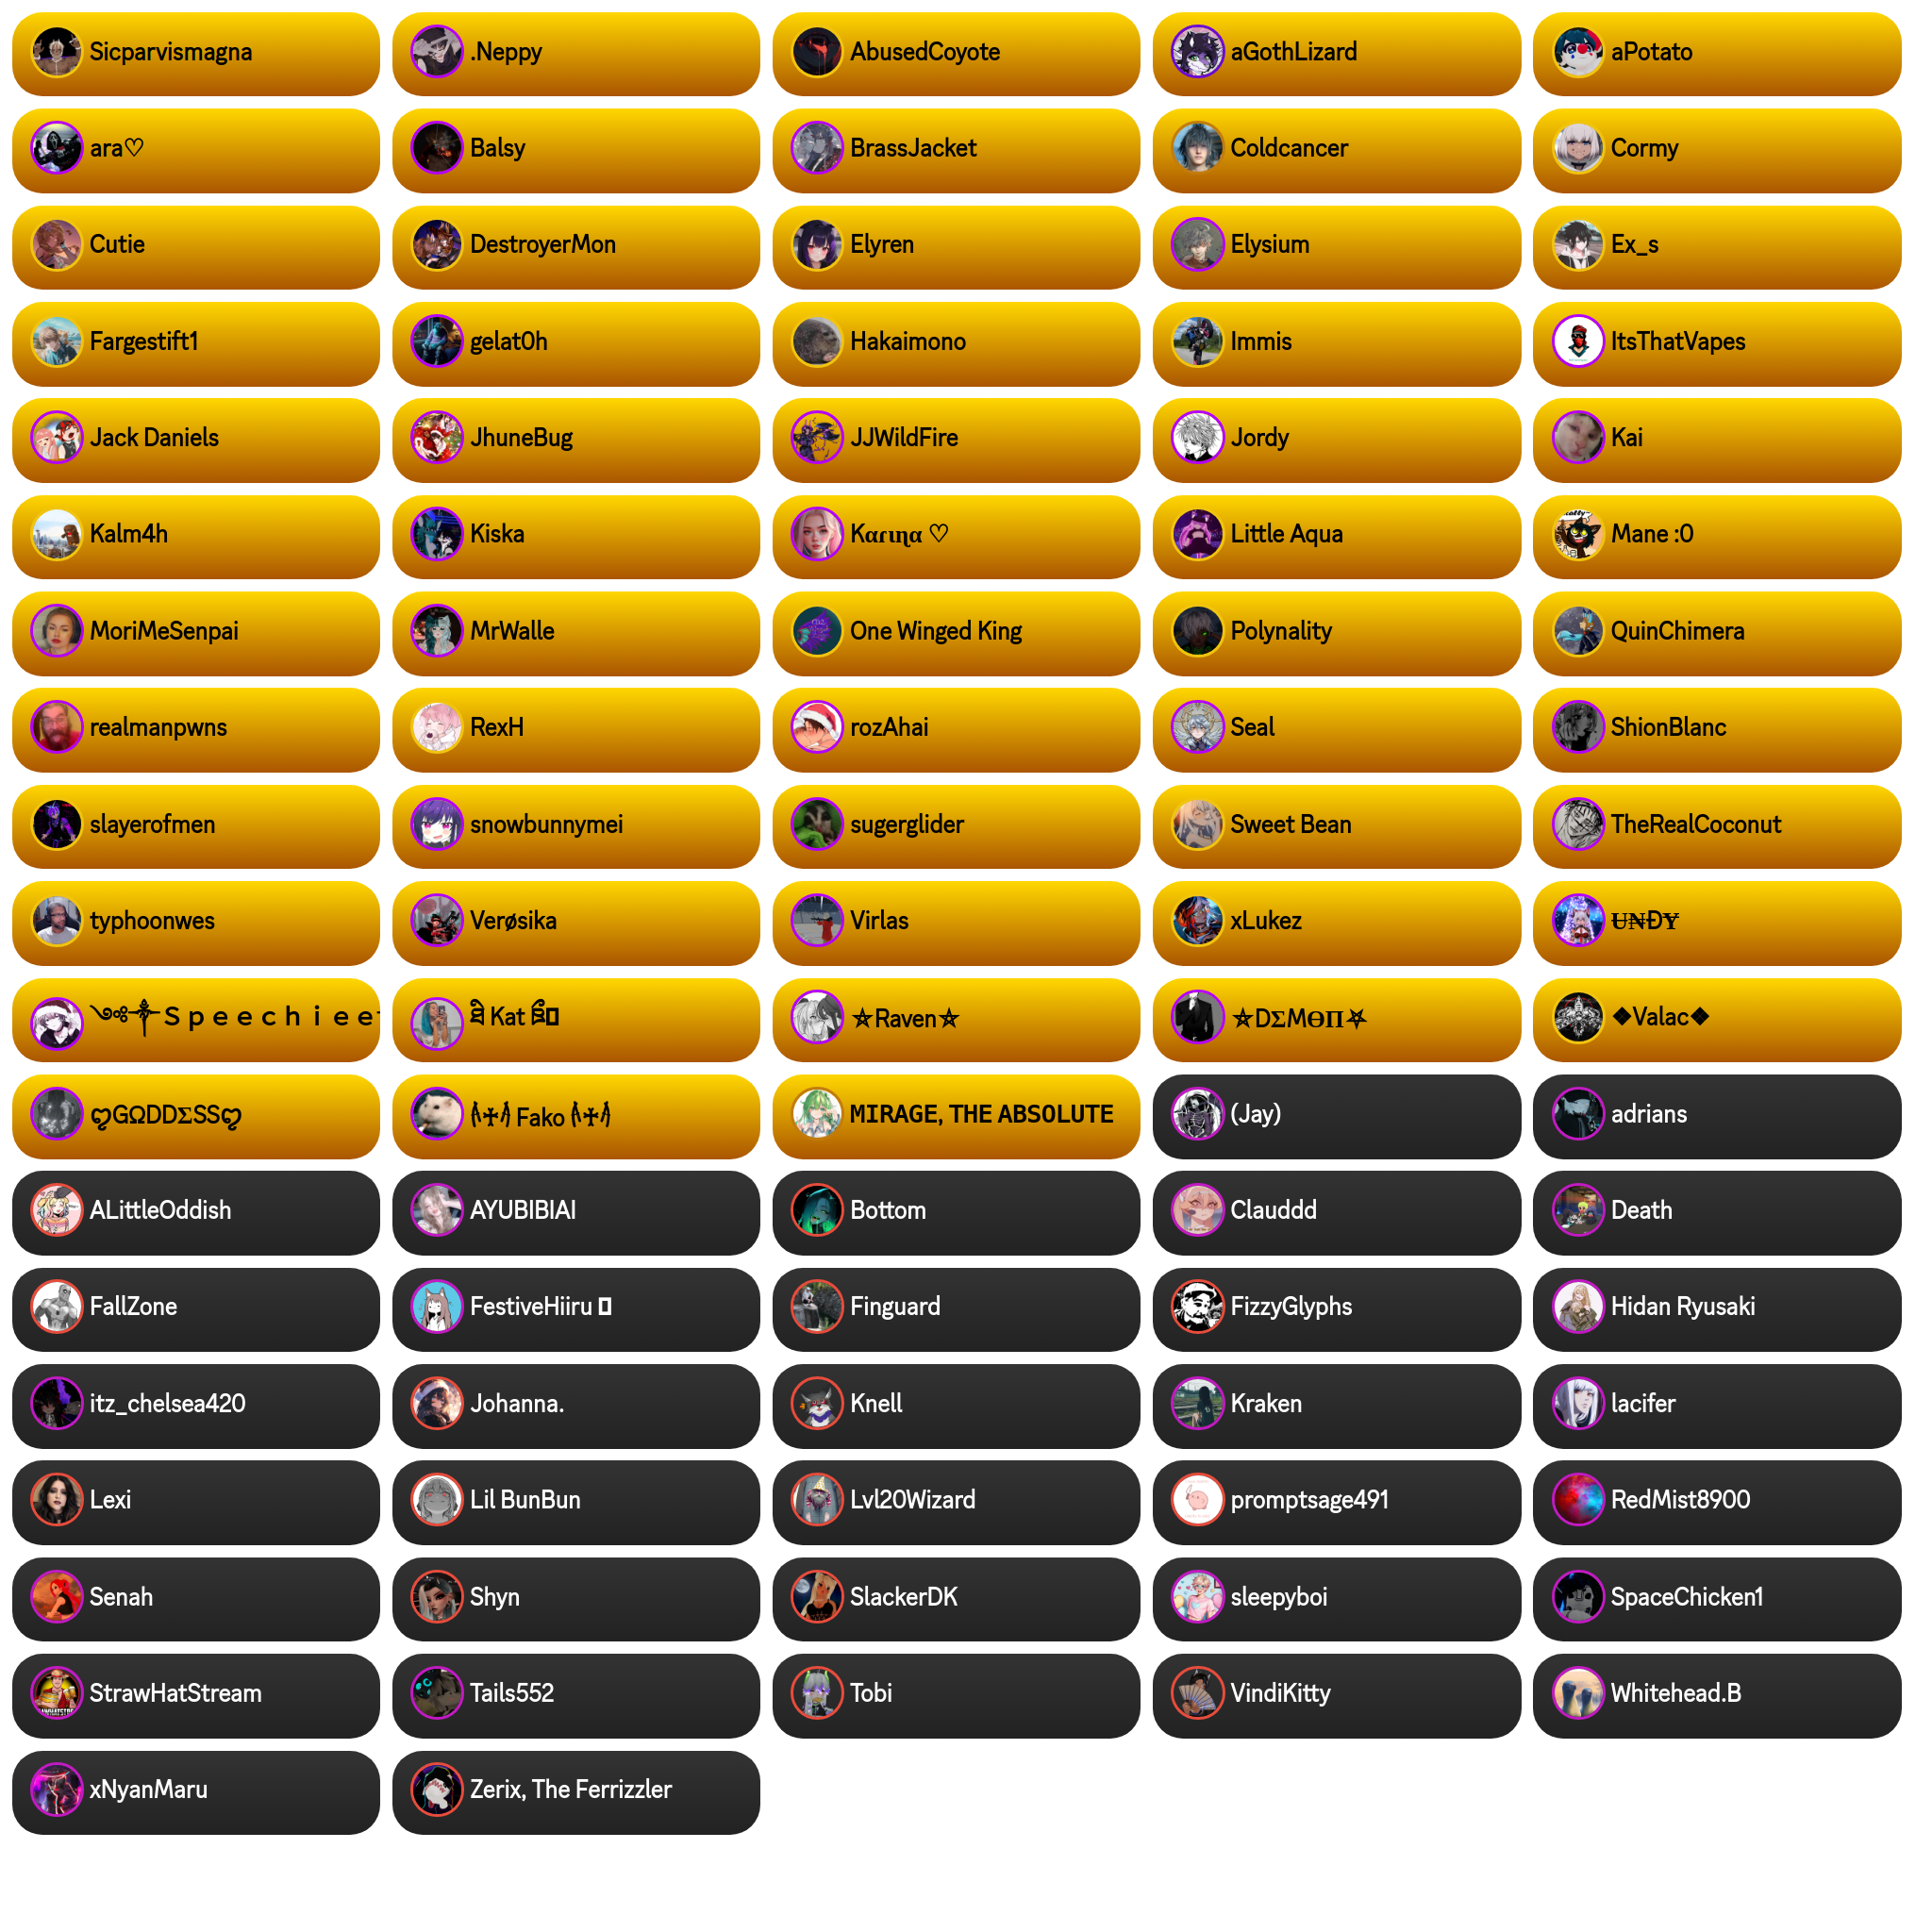 Sicparvismagna
.Neppy
AbusedCoyote
aGothLizard
aPotato
ara♡
Balsy
BrassJacket
Coldcancer
Cormy
Cutie
DestroyerMon
Elyren
Elysium
Ex_s
Fargestift1
gelat0h
Hakaimono
Immis
ItsThatVapes
Jack Daniels
JhuneBug
JJWildFire
Jordy
Kai
Kalm4h
Kiska
Kαɾιɳα ♡
Little Aqua
Mane :0
MoriMeSenpai
MrWalle
One Winged King
Polynality
QuinChimera
realmanpwns
RexH
rozAhai
Seal
ShionBlanc
slayerofmen
snowbunnymei
sugerglider
Sweet Bean
TheRealCoconut
typhoonwes
Verøsika
Virlas
xLukez
U̶N̶ĐY̶
༺✞Ｓｐｅｅｃｈｉｅｅ
Kat
⛤Raven⛤
⛤DΣMӨП⛧
❖Valac❖
ღGΩDDΣSSღ
Fako
MIRAGE, THE ABSOLUTE
(Jay)
adrians
ALittleOddish
AYUBIBIAI
Bottom
Clauddd
Death
FallZone
FestiveHiiru
Finguard
FizzyGlyphs
Hidan Ryusaki
itz_chelsea420
Johanna.
Knell
Kraken
lacifer
Lexi
Lil BunBun
Lvl20Wizard
promptsage491
RedMist8900
Senah
Shyn
SlackerDK
sleepyboi
SpaceChicken1
StrawHatStream
Tails552
Tobi
VindiKitty
Whitehead.B
xNyanMaru
Zerix, The Ferrizzler